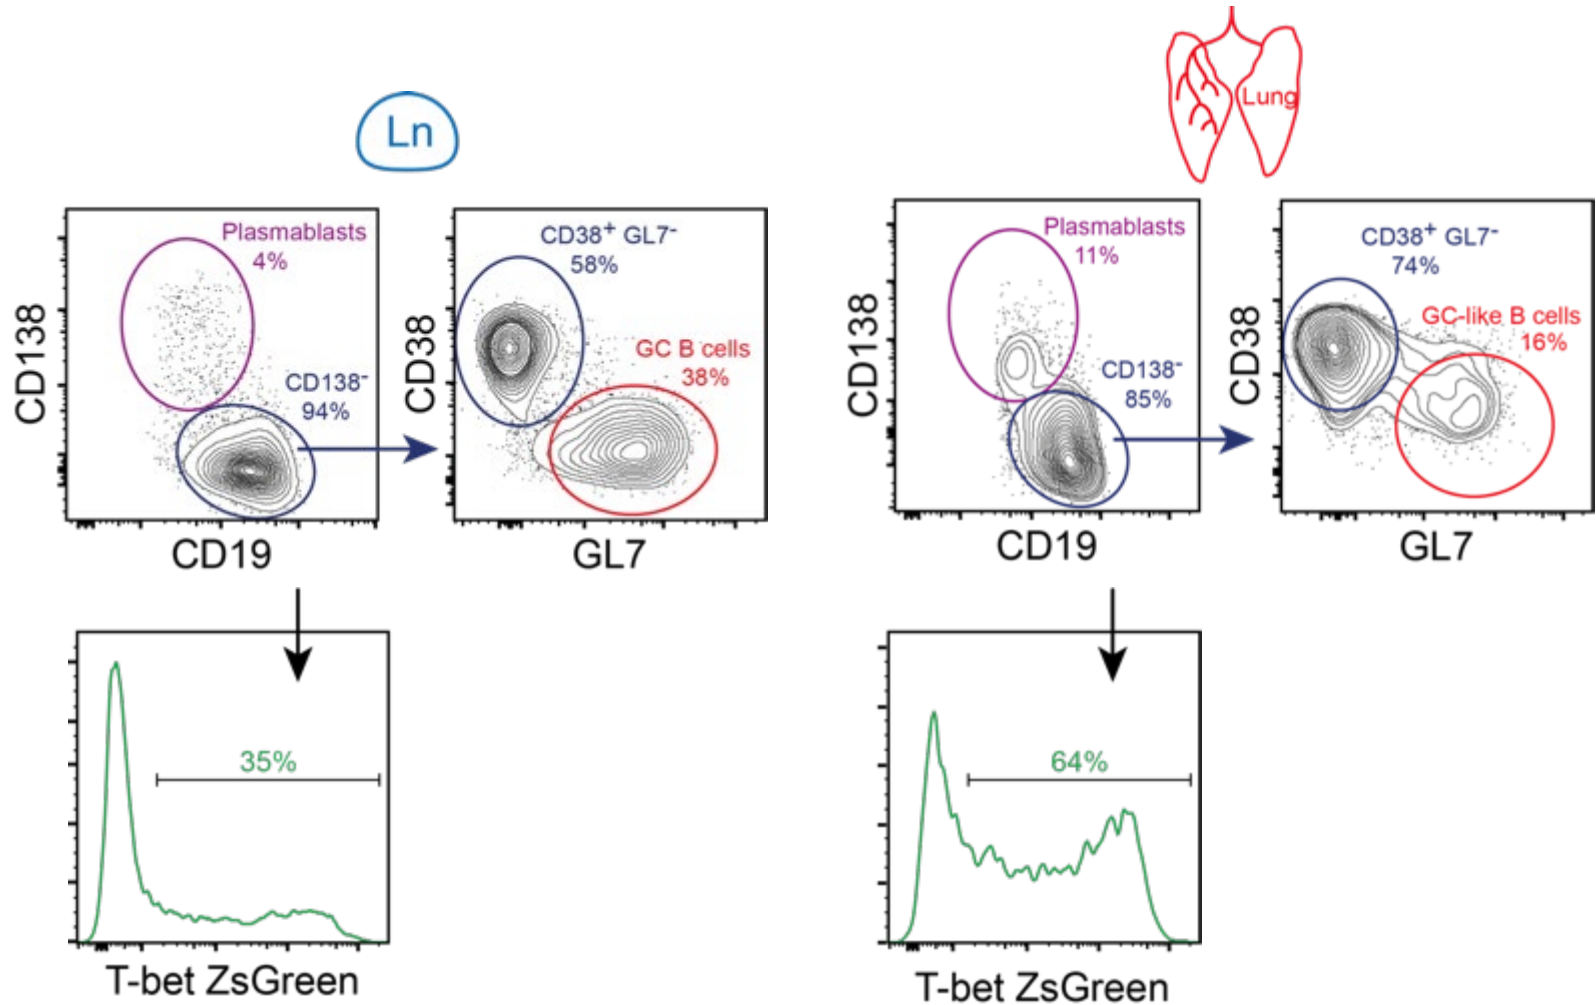 Ln
Lung
Plasmablasts
4%
CD138-
94%
CD138
CD19
CD38+ GL7-
58%
GC B cells
38%
CD38
GL7
Plasmablasts
11%
CD138-
85%
CD138
CD19
CD38+ GL7-
74%
GC-like B cells
16%
CD38
GL7
35%
T-bet ZsGreen
64%
T-bet ZsGreen